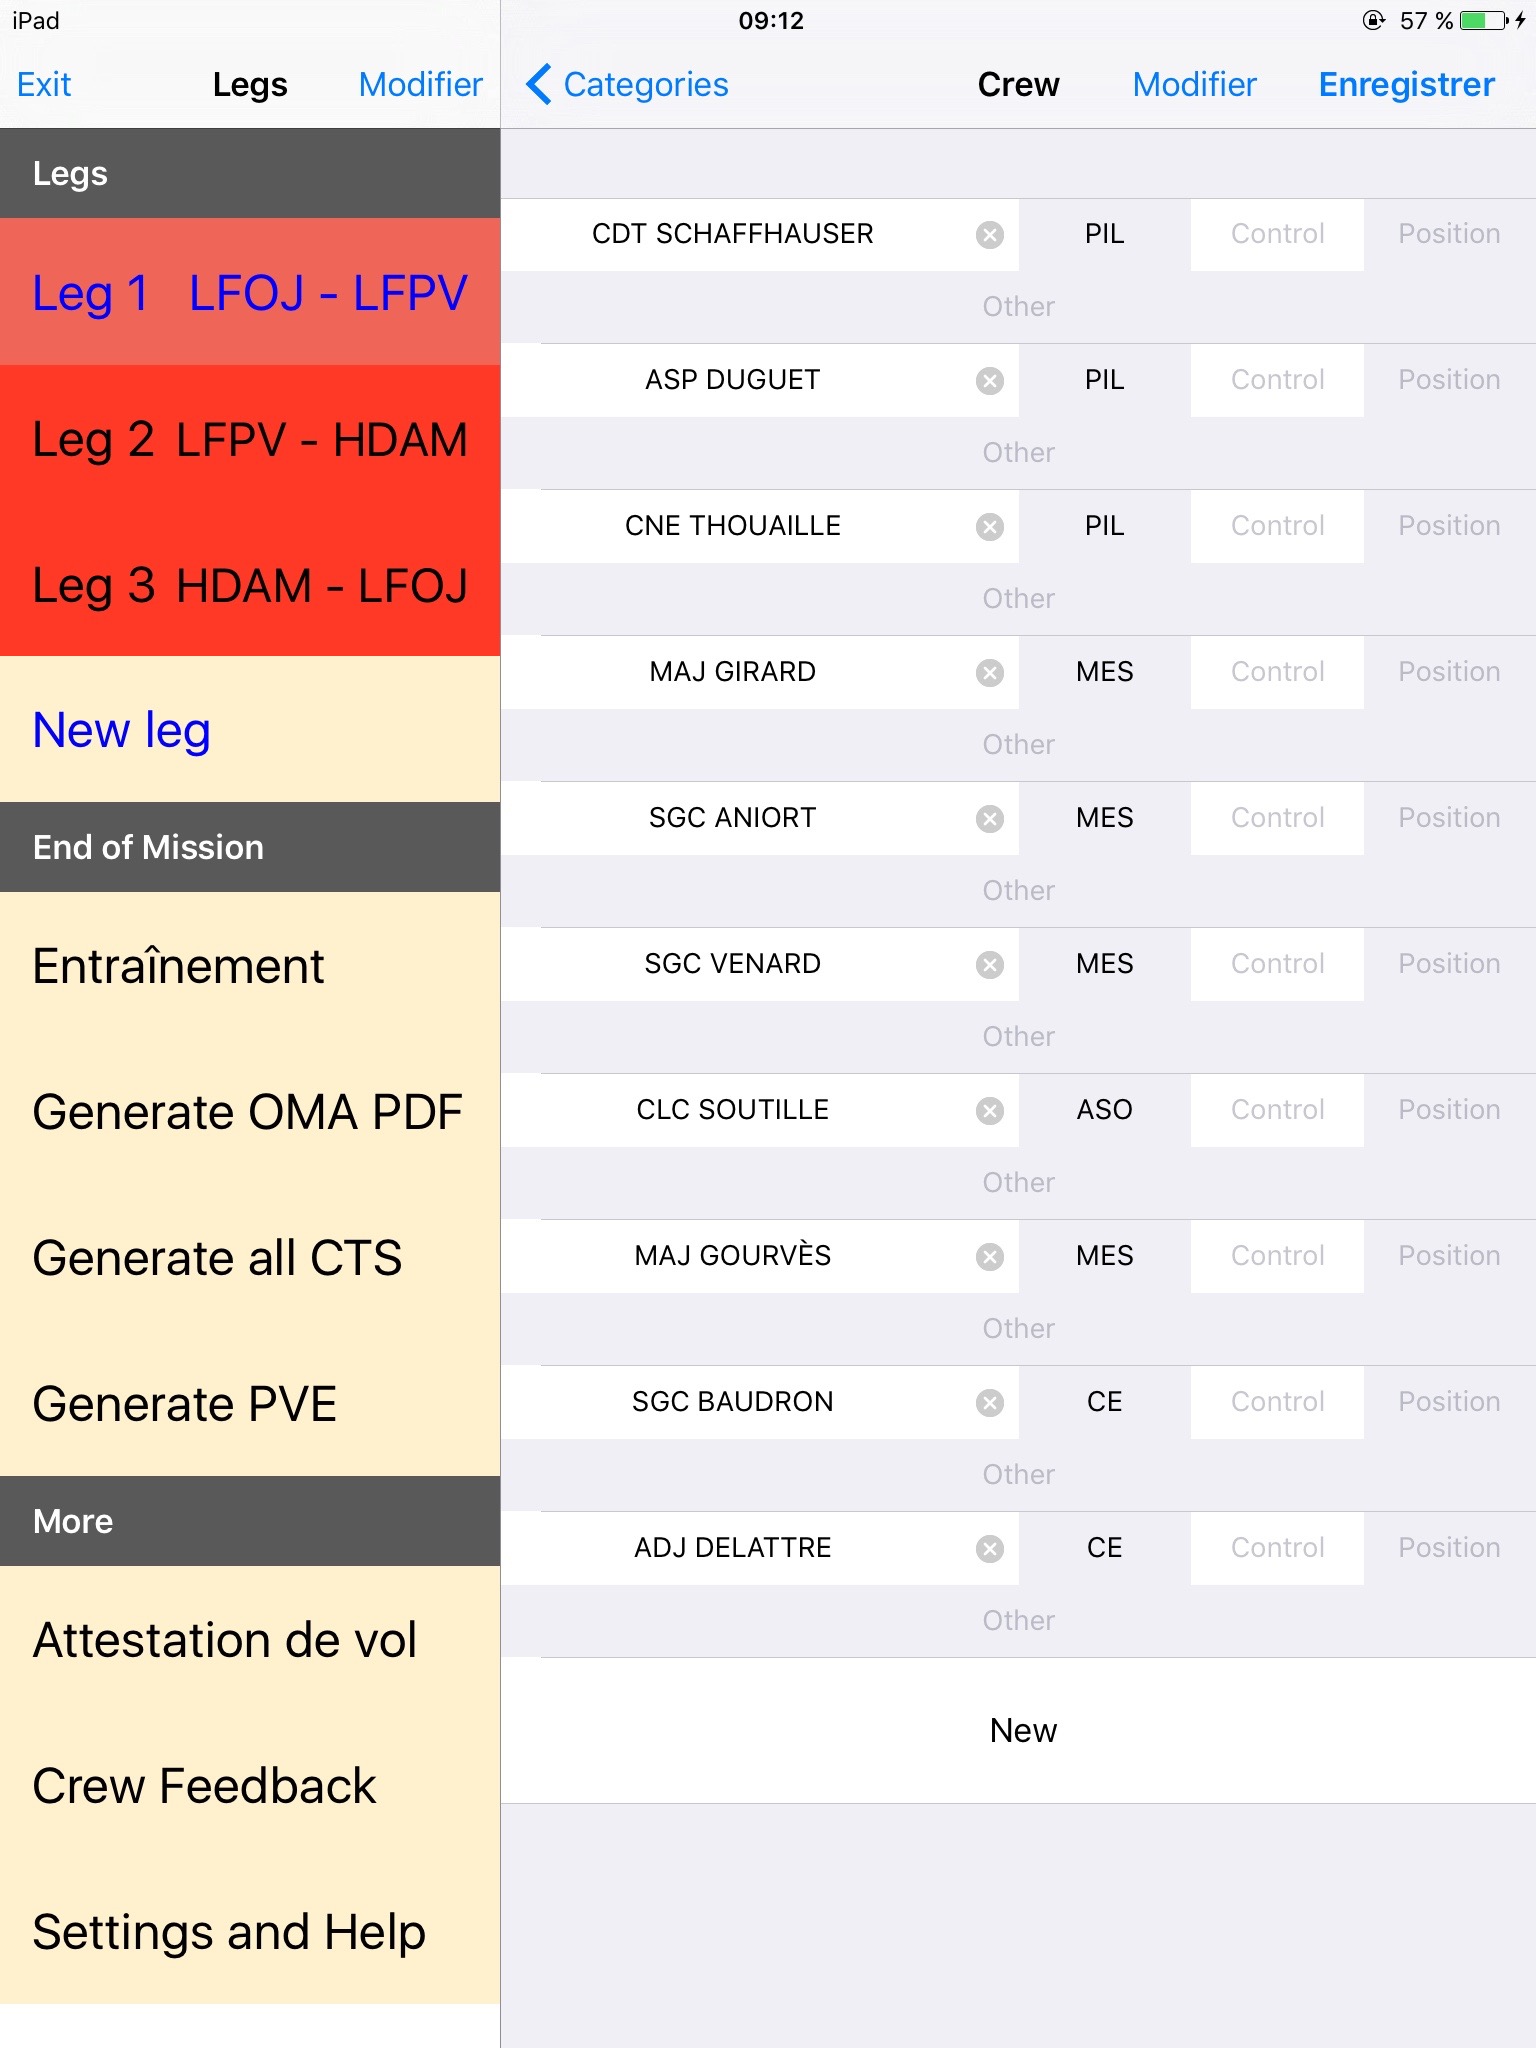 iPad 09:12 57 %
Exit Legs Modifier
Legs
Leg 1 LFOJ - LFPV
Leg 2 LFPV - HDAM
Leg 3 HDAM - LFOJ
New leg
End of Mission
Entraînement
Generate OMA PDF
Generate all CTS
Generate PVE
More
Attestation de vol
Crew Feedback
Settings and Help
Categories Crew Modifier Enregistrer
CDT SCHAFFHAUSER PIL Control Position
Other
ASP DUGUET PIL Control Position
Other
CNE THOUAILLE PIL Control Position
Other
MAJ GIRARD MES Control Position
Other
SGC ANIORT MES Control Position
Other
SGC VENARD MES Control Position
Other
CLC SOUTILLE ASO Control Position
Other
MAJ GOURVÈS MES Control Position
Other
SGC BAUDRON CE Control Position
Other
ADJ DELATTRE CE Control Position
Other
New